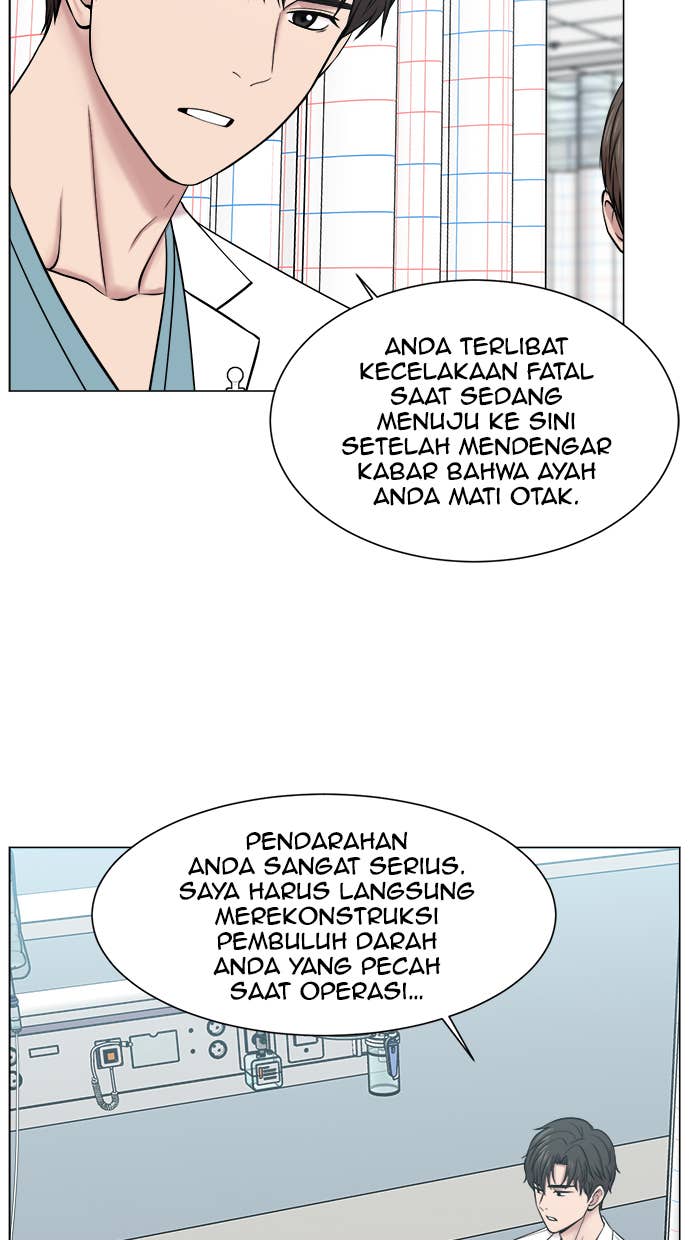 ANDA TERLIBAT
KECELAKAAN FATAL
SAAT SEDANG
MENUJU KE SINI
SETELAH MENDENGAR
KABAR BAHWA AYAH
ANDA MATI OTAK.
PENDARAHAN
ANDA SANGAT SERIUS.
SAYA HARUS LANGSUNG
MEREKONSTRUKSI
PEMBULUH DARAH
ANDA YANG PECAH
SAAT OPERASI...